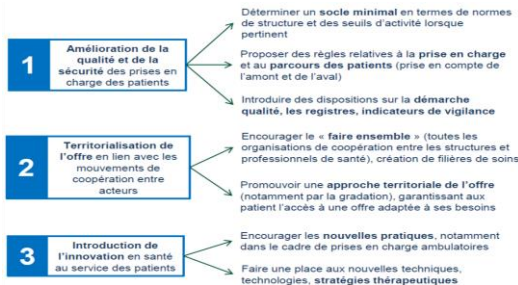 1
Amélioration de la
qualité et de la
sécurité des prises en
charge des patients
Déterminer un socle minimal en termes de normes
de structure et des seuils d'activité lorsque
pertinent
Proposer des règles relatives à la prise en charge
et au parcours des patients (prise en compte de
l'amont et de l'aval)
Introduire des dispositions sur la démarche
qualité, les registres, indicateurs de vigilance
2
Territorialisation de
l'offre en lien avec les
mouvements de
coopération entre
acteurs
Encourager le « faire ensemble » (toutes les
organisations de coopération entre les structures et
professionnels de santé), création de filières de soins
Promouvoir une approche territoriale de l'offre
(notamment par la gradation), garantissant aux
patient l'accès à une offre adaptée à ses besoins
3
Introduction de
l'innovation en santé
au service des patients
Encourager les nouvelles pratiques, notamment
dans le cadre de prises en charge ambulatoires
Faire une place aux nouvelles techniques,
technologies, stratégies thérapeutiques